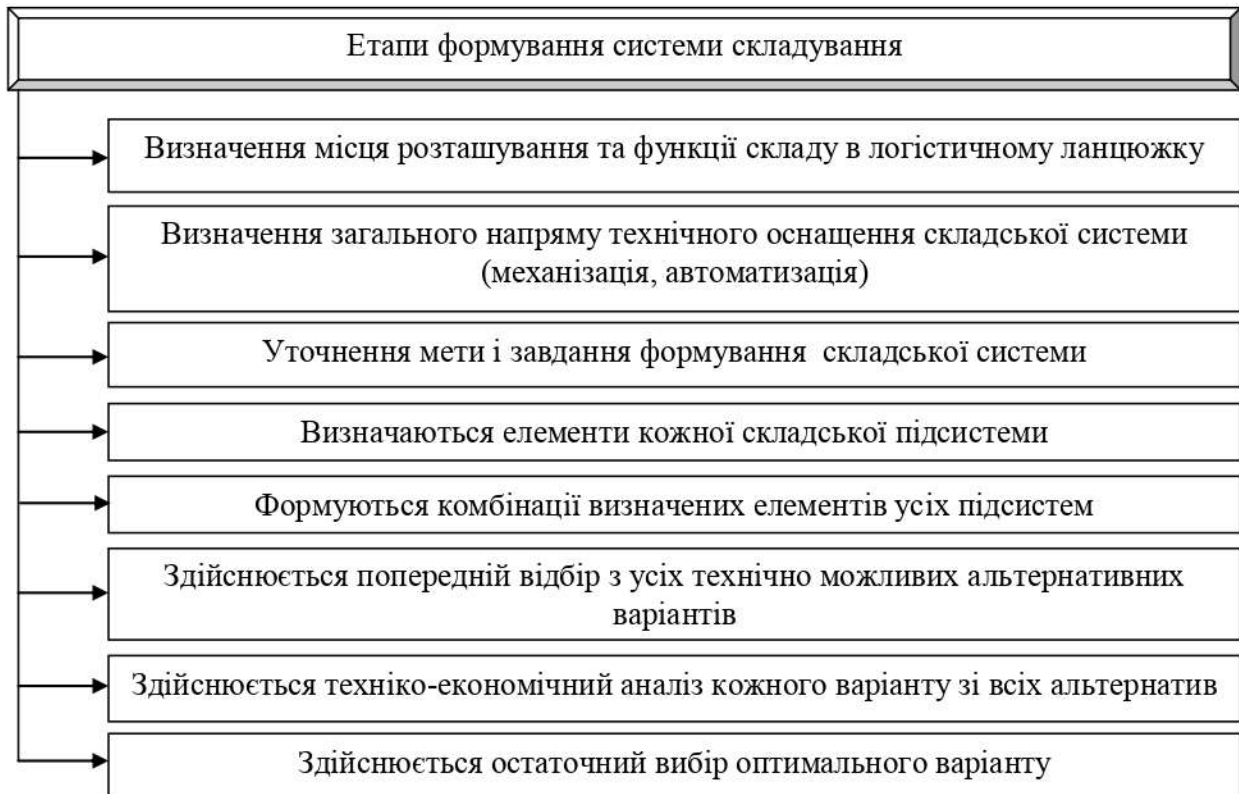 Етапи формування системи складування
Визначення місця розташування та функції складу в логістичному ланцюжку
Визначення загального напряму технічного оснащення складської системи
(механізація, автоматизація)
Уточнення мети і завдання формування складської системи
Визначаються елементи кожної складської підсистеми
Формуються комбінації визначених елементів усіх підсистем
Здійснюється попередній відбір з усіх технічно можливих альтернативних
варіантів
Здійснюється техніко-економічний аналіз кожного варіанту зі всіх альтернатив
Здійснюється остаточний вибір оптимального варіанту